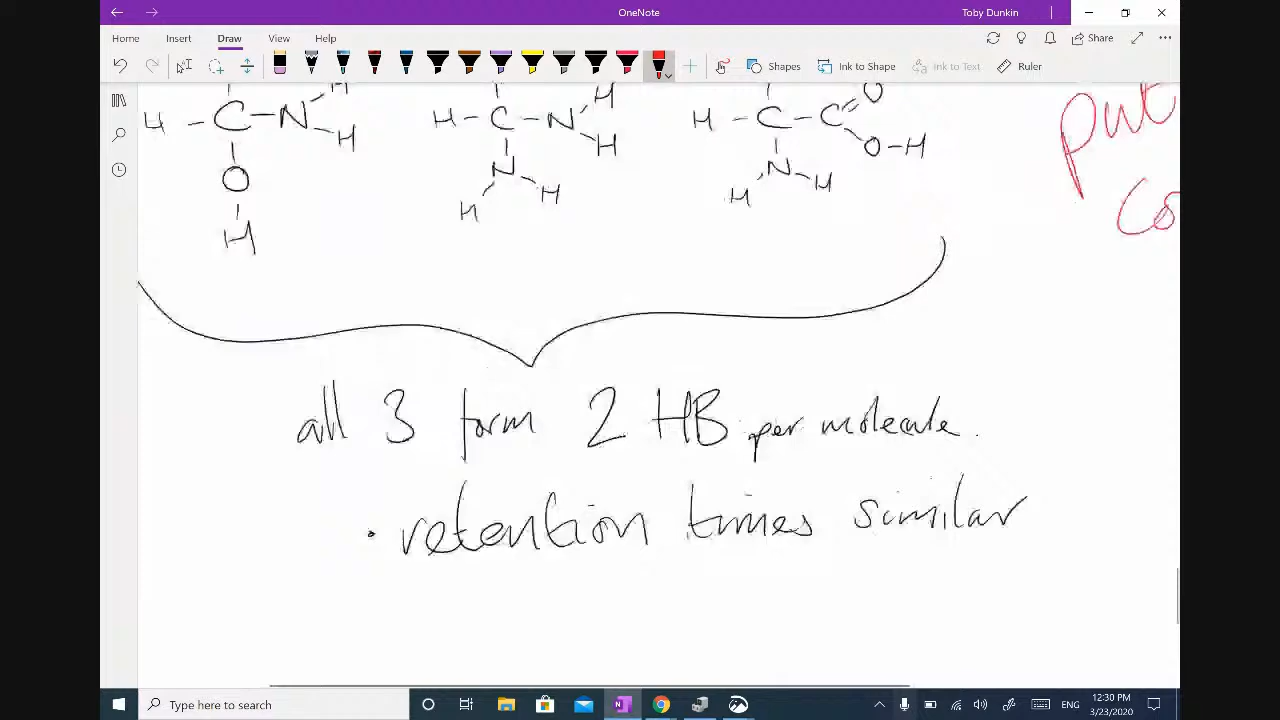 OneNote
Toby Dunkin
Home Insert Draw View Help
Share
Shapes Ink to Shape Ink to Text Ruler
H - C - N - H
H
O
H
H - C - N - H
H
N
H H
H - C - C = O
O - H
N
H H
put
Co
all 3 form 2 HB per molecule.
• retention times similar
Type here to search
ENG
12:30 PM
3/23/2020